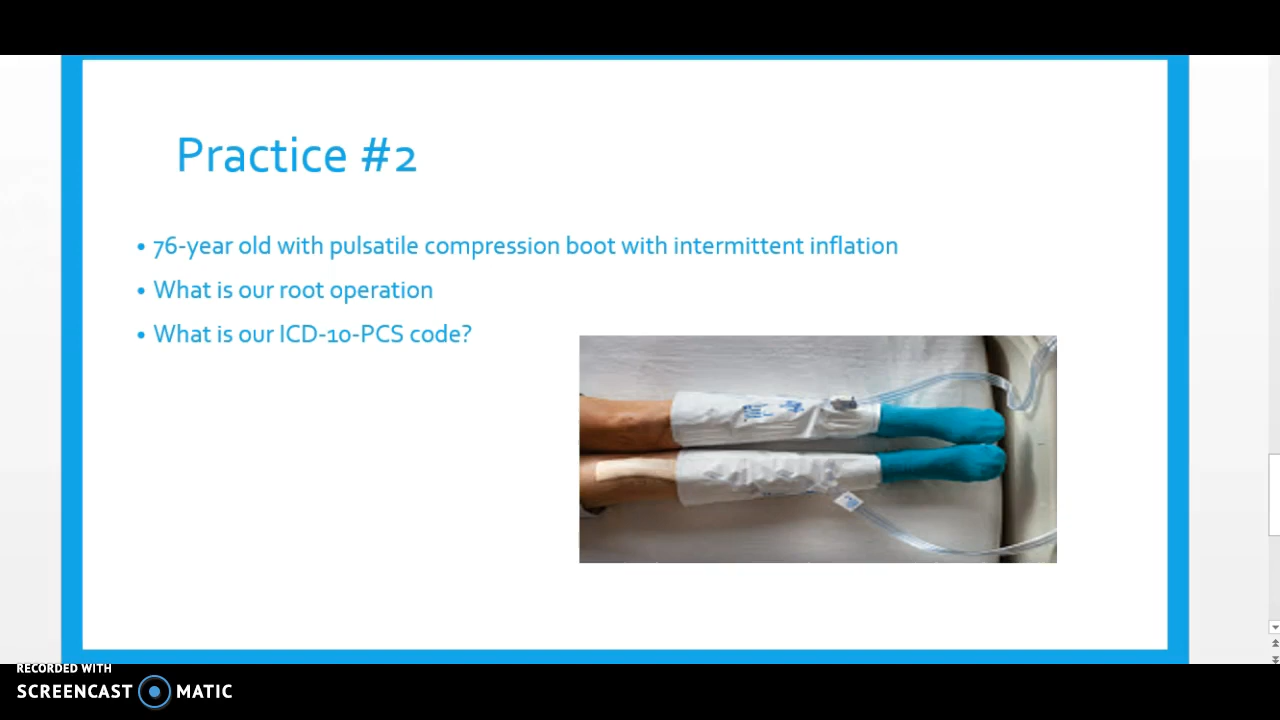 Practice #2
• 76-year old with pulsatile compression boot with intermittent inflation
• What is our root operation
• What is our ICD-10-PCS code?
RECORDED WITH
SCREENCAST MATIC